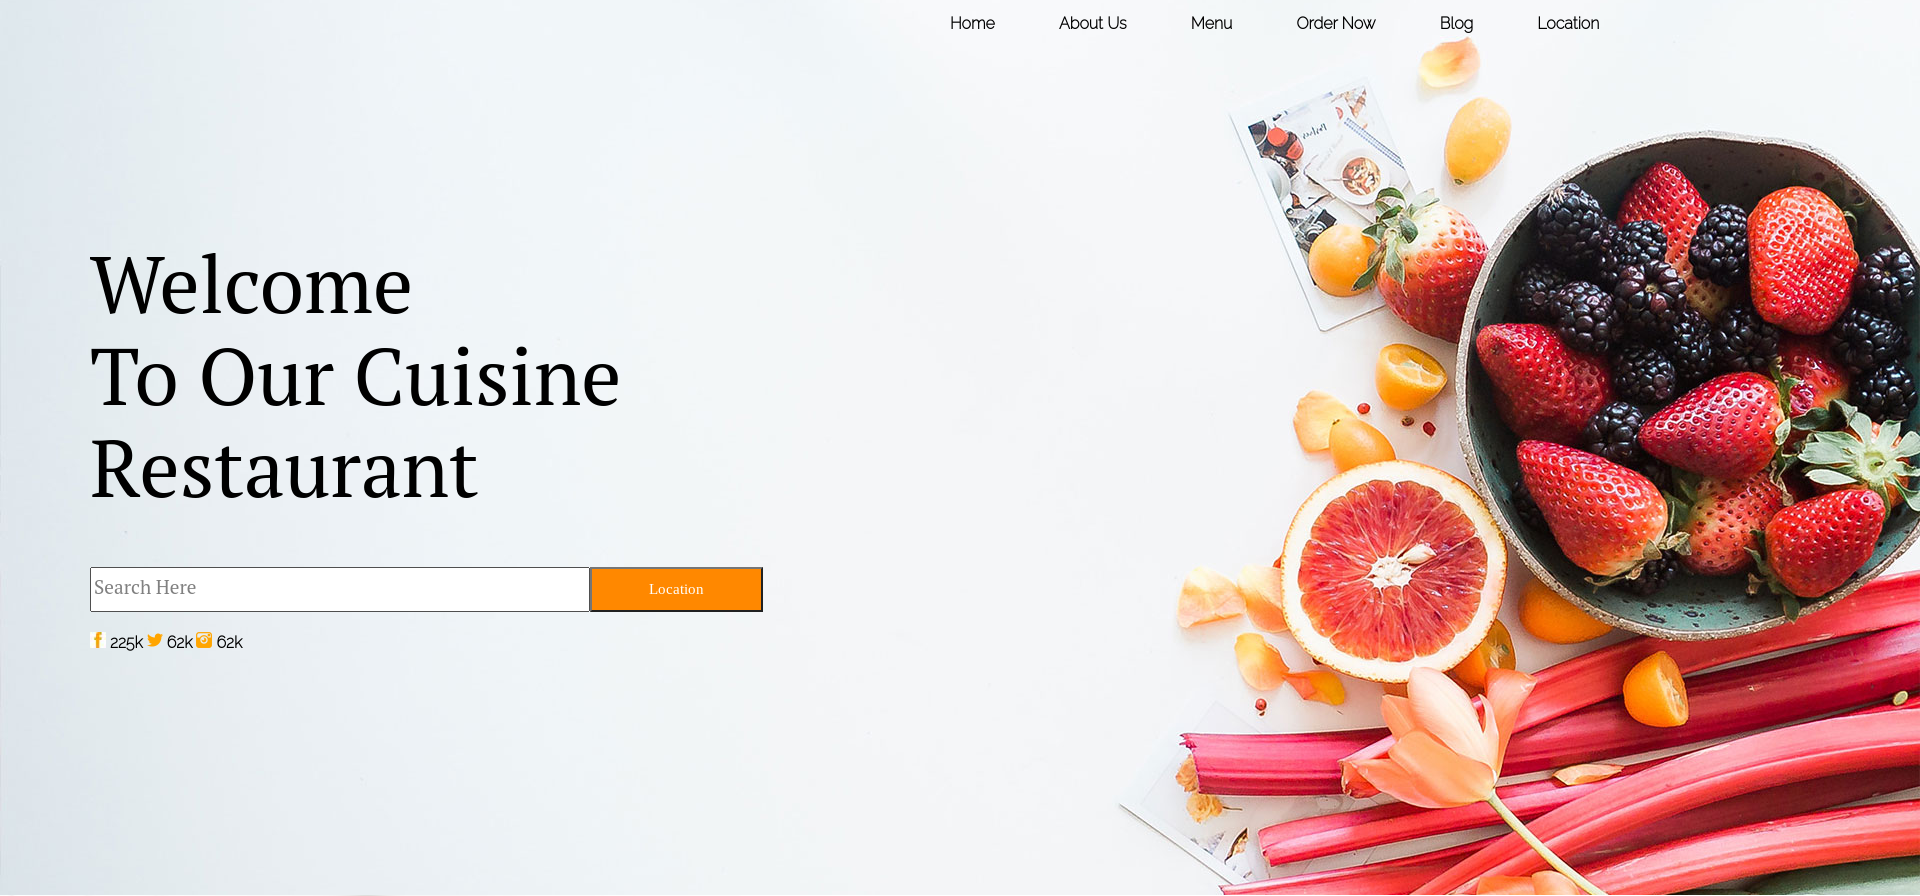 Home About Us Menu Order Now Blog Location
Welcome
To Our Cuisine
Restaurant
Search Here Location
225k 62k 62k